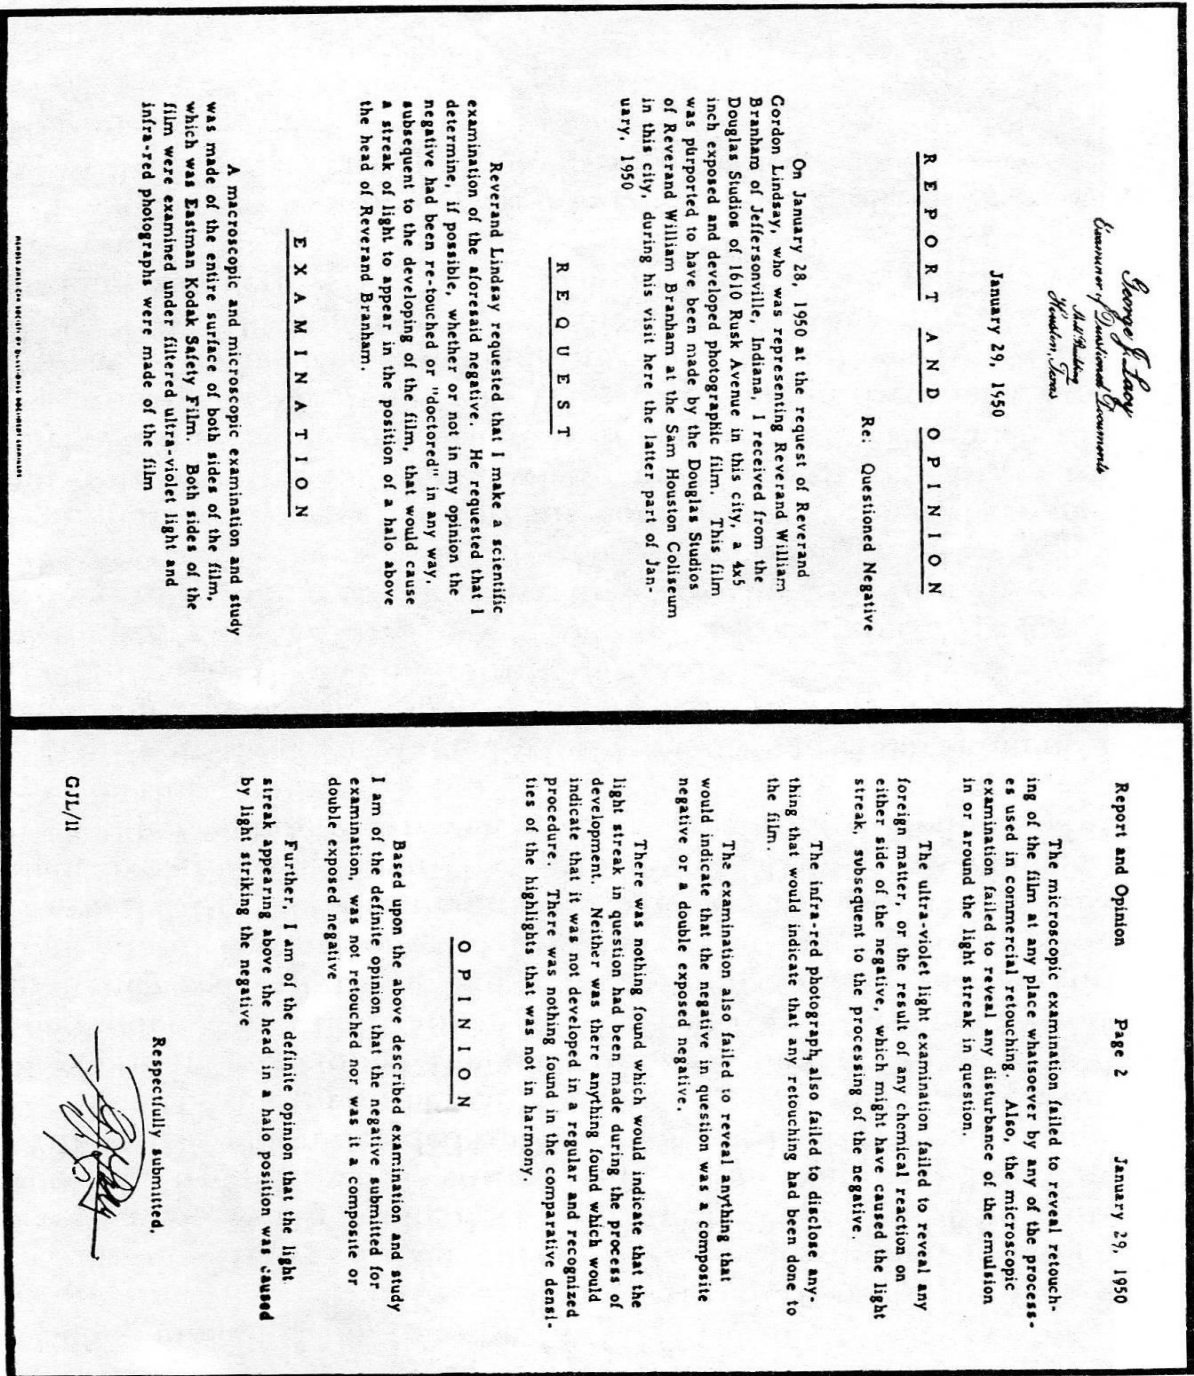 George J. Lacy
Examiner of Questioned Documents
Mell Building
Houston, Texas
January 29, 1950
REPORT AND OPINION
Re: Questioned Negative
On January 28, 1950 at the request of Reverand
Gordon Lindsay, who was representing Reverand William
Branham of Jeffersonville, Indiana, I received from the
Douglas Studios of 1610 Rusk Avenue in this city, a 4x5
inch exposed and developed photographic film. This film
was purported to have been made by the Douglas Studios
of Reverand William Branham at the Sam Houston Coliseum
in this city, during his visit here the latter part of Jan-
uary, 1950
REQUEST
Reverand Lindsay requested that I make a scientific
examination of the aforesaid negative. He requested that I
determine, if possible, whether or not in my opinion the
negative had been re-touched or "doctored" in any way,
subsequent to the developing of the film, that would cause
a streak of light to appear in the position of a halo above
the head of Reverand Branham.
EXAMINATION
A macroscopic and microscopic examination and study
was made of the entire surface of both sides of the film,
which was Eastman Kodak Safety Film. Both sides of the
film were examined under filtered ultra-violet light and
infra-red photographs were made of the film
Report and Opinion Page 2 January 29, 1950
The microscopic examination failed to reveal retouch-
ing of the film at any place whatsoever by any of the process-
es used in commercial retouching. Also, the microscopic
examination failed to reveal any disturbance of the emulsion
in or around the light streak in question.
The ultra-violet light examination failed to reveal any
foreign matter, or the result of any chemical reaction on
either side of the negative, which might have caused the light
streak, subsequent to the processing of the negative.
The infra-red photograph, also failed to disclose any-
thing that would indicate that any retouching had been done to
the film.
The examination also failed to reveal anything that
would indicate that the negative in question was a composite
negative or a double exposed negative.
There was nothing found which would indicate that the
light streak in question had been made during the process of
development. Neither was there anything found which would
indicate that it was not developed in a regular and recognized
procedure. There was nothing found in the comparative densi-
ties of the highlights that was not in harmony.
OPINION
Based upon the above described examination and study
I am of the definite opinion that the negative submitted for
examination, was not retouched nor was it a composite or
double exposed negative
Further, I am of the definite opinion that the light
streak appearing above the head in a halo position was caused
by light striking the negative
Respectfully submitted,
GJL/ll